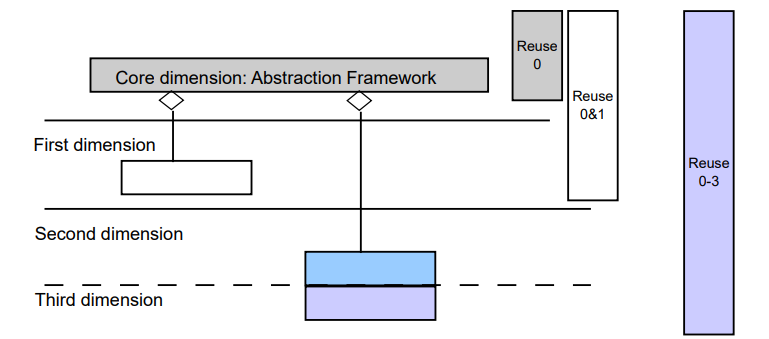 Core dimension: Abstraction Framework
Reuse
0
Reuse
0&1
Reuse
0-3
First dimension
Second dimension
Third dimension